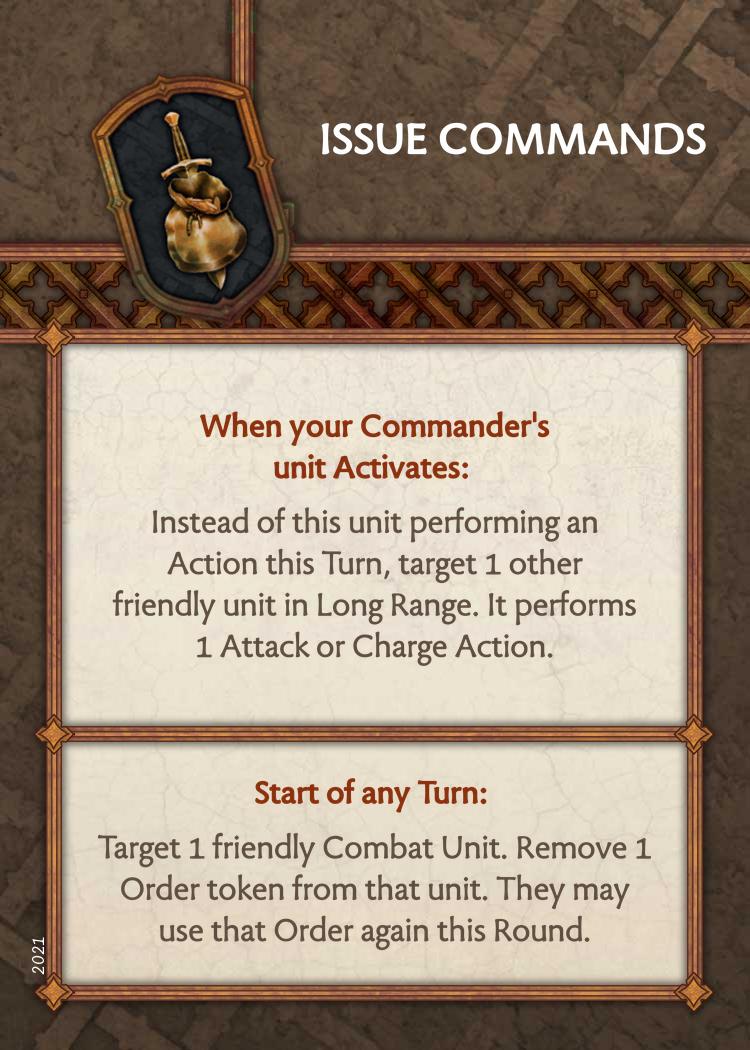 ISSUE COMMANDS
When your Commander's
unit Activates:
Instead of this unit performing an
Action this Turn, target 1 other
friendly unit in Long Range. It performs
1 Attack or Charge Action.
Start of any Turn:
Target 1 friendly Combat Unit. Remove 1
Order token from that unit. They may
use that Order again this Round.
2021